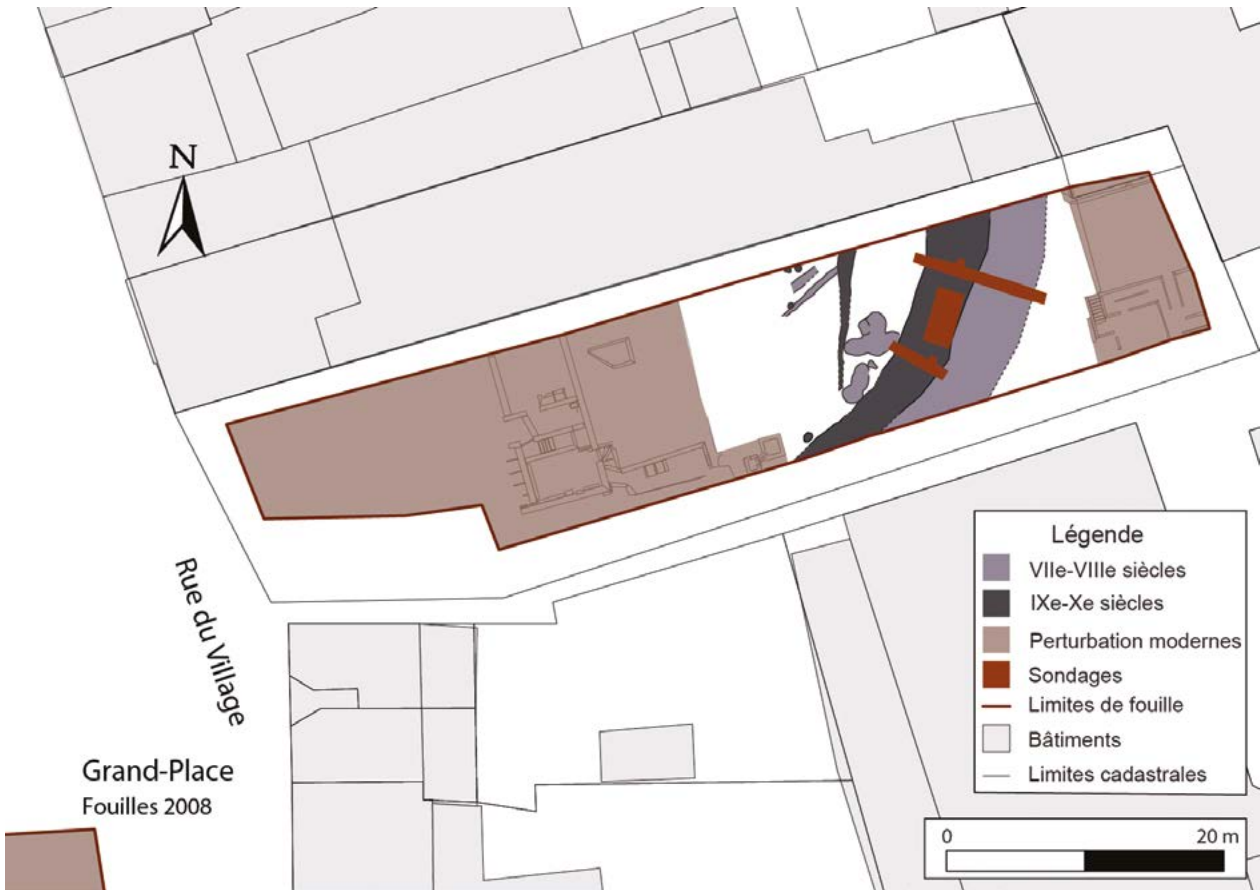 N
Rue du Village
Grand-Place
Fouilles 2008
Légende
VIIe-VIIIe siècles
IXe-Xe siècles
Perturbation modernes
Sondages
Limites de fouille
Bâtiments
Limites cadastrales
0 20 m